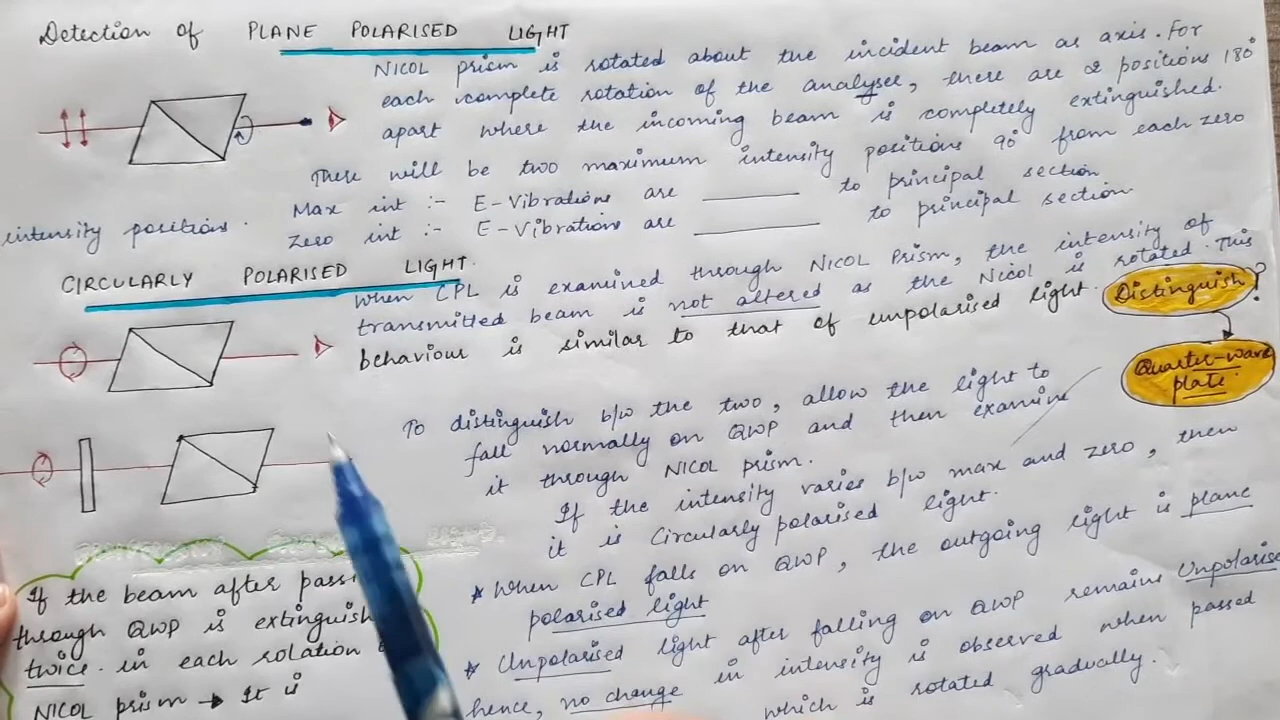 Detection of PLANE POLARISED LIGHT
NICOL prism is rotated about the incident beam as axis. For
each complete rotation of the analyser, there are 2 positions 180°
apart where the incoming beam is completely extinguished.
There will be two maximum intensity positions 90° from each zero
intensity positions.
Max int :- E-Vibrations are ______ to principal section
Zero int :- E-Vibrations are ______ to principal section.
CIRCULARLY POLARISED LIGHT.
When CPL is examined through NICOL Prism, the intensity of
transmitted beam is not altered as the Nicol is rotated. This
behaviour is similar to that of unpolarised light.
Distinguish?
Quarter-wave
plate.
To distinguish b/w the two, allow the light to
fall normally on QWP and then examine
it through NICOL prism.
If the intensity varies b/w max and zero, then
it is Circularly polarised light.
* When CPL falls on QWP, the outgoing light is plane
polarised light
* Unpolarised light after falling on QWP remains Unpolarise
hence, no change in intensity is observed when passed
which is rotated gradually.
If the beam after passi
through QWP is extinguish
twice in each rotation
NICOL prism → It is